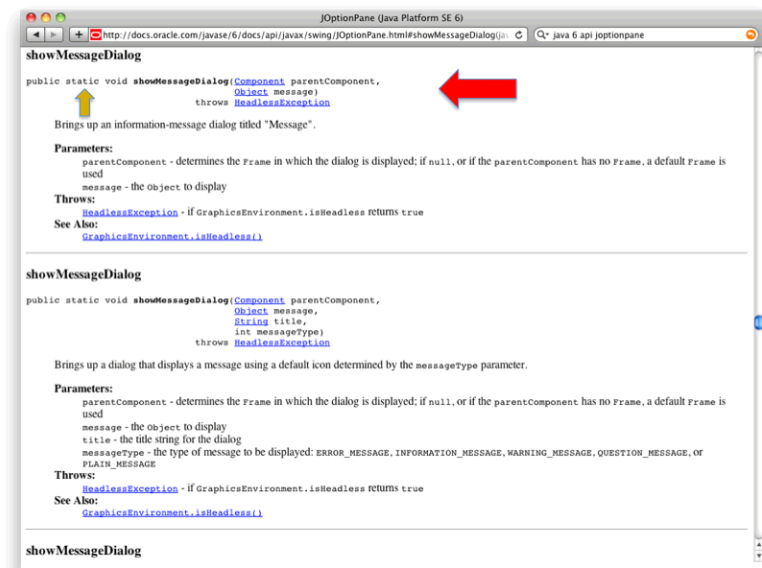 JOptionPane (Java Platform SE 6)
http://docs.oracle.com/javase/6/docs/api/javax/swing/JOptionPane.html#showMessageDialog(jav
java 6 api joptionpane
showMessageDialog
public static void showMessageDialog(Component parentComponent,
Object message)
throws HeadlessException
Brings up an information-message dialog titled "Message".
Parameters:
parentComponent - determines the Frame in which the dialog is displayed; if null, or if the parentComponent has no Frame, a default Frame is
used
message - the Object to display
Throws:
HeadlessException - if GraphicsEnvironment.isHeadless returns true
See Also:
GraphicsEnvironment.isHeadless()
showMessageDialog
public static void showMessageDialog(Component parentComponent,
Object message,
String title,
int messageType)
throws HeadlessException
Brings up a dialog that displays a message using a default icon determined by the messageType parameter.
Parameters:
parentComponent - determines the Frame in which the dialog is displayed; if null, or if the parentComponent has no Frame, a default Frame is
used
message - the Object to display
title - the title string for the dialog
messageType - the type of message to be displayed: ERROR_MESSAGE, INFORMATION_MESSAGE, WARNING_MESSAGE, QUESTION_MESSAGE, or
PLAIN_MESSAGE
Throws:
HeadlessException - if GraphicsEnvironment.isHeadless returns true
See Also:
GraphicsEnvironment.isHeadless()
showMessageDialog